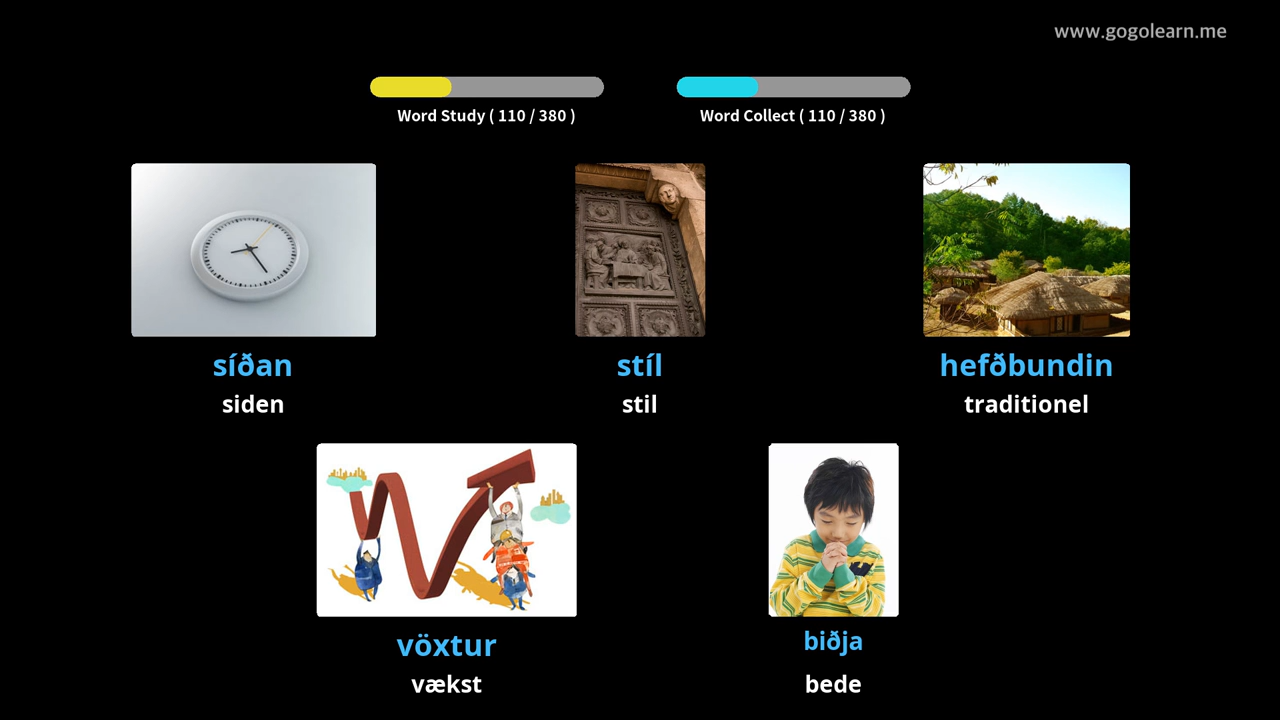 www.gogolearn.me
Word Study ( 110 / 380 )
Word Collect ( 110 / 380 )
síðan
siden
stíl
stil
hefðbundin
traditionel
vöxtur
vækst
biðja
bede